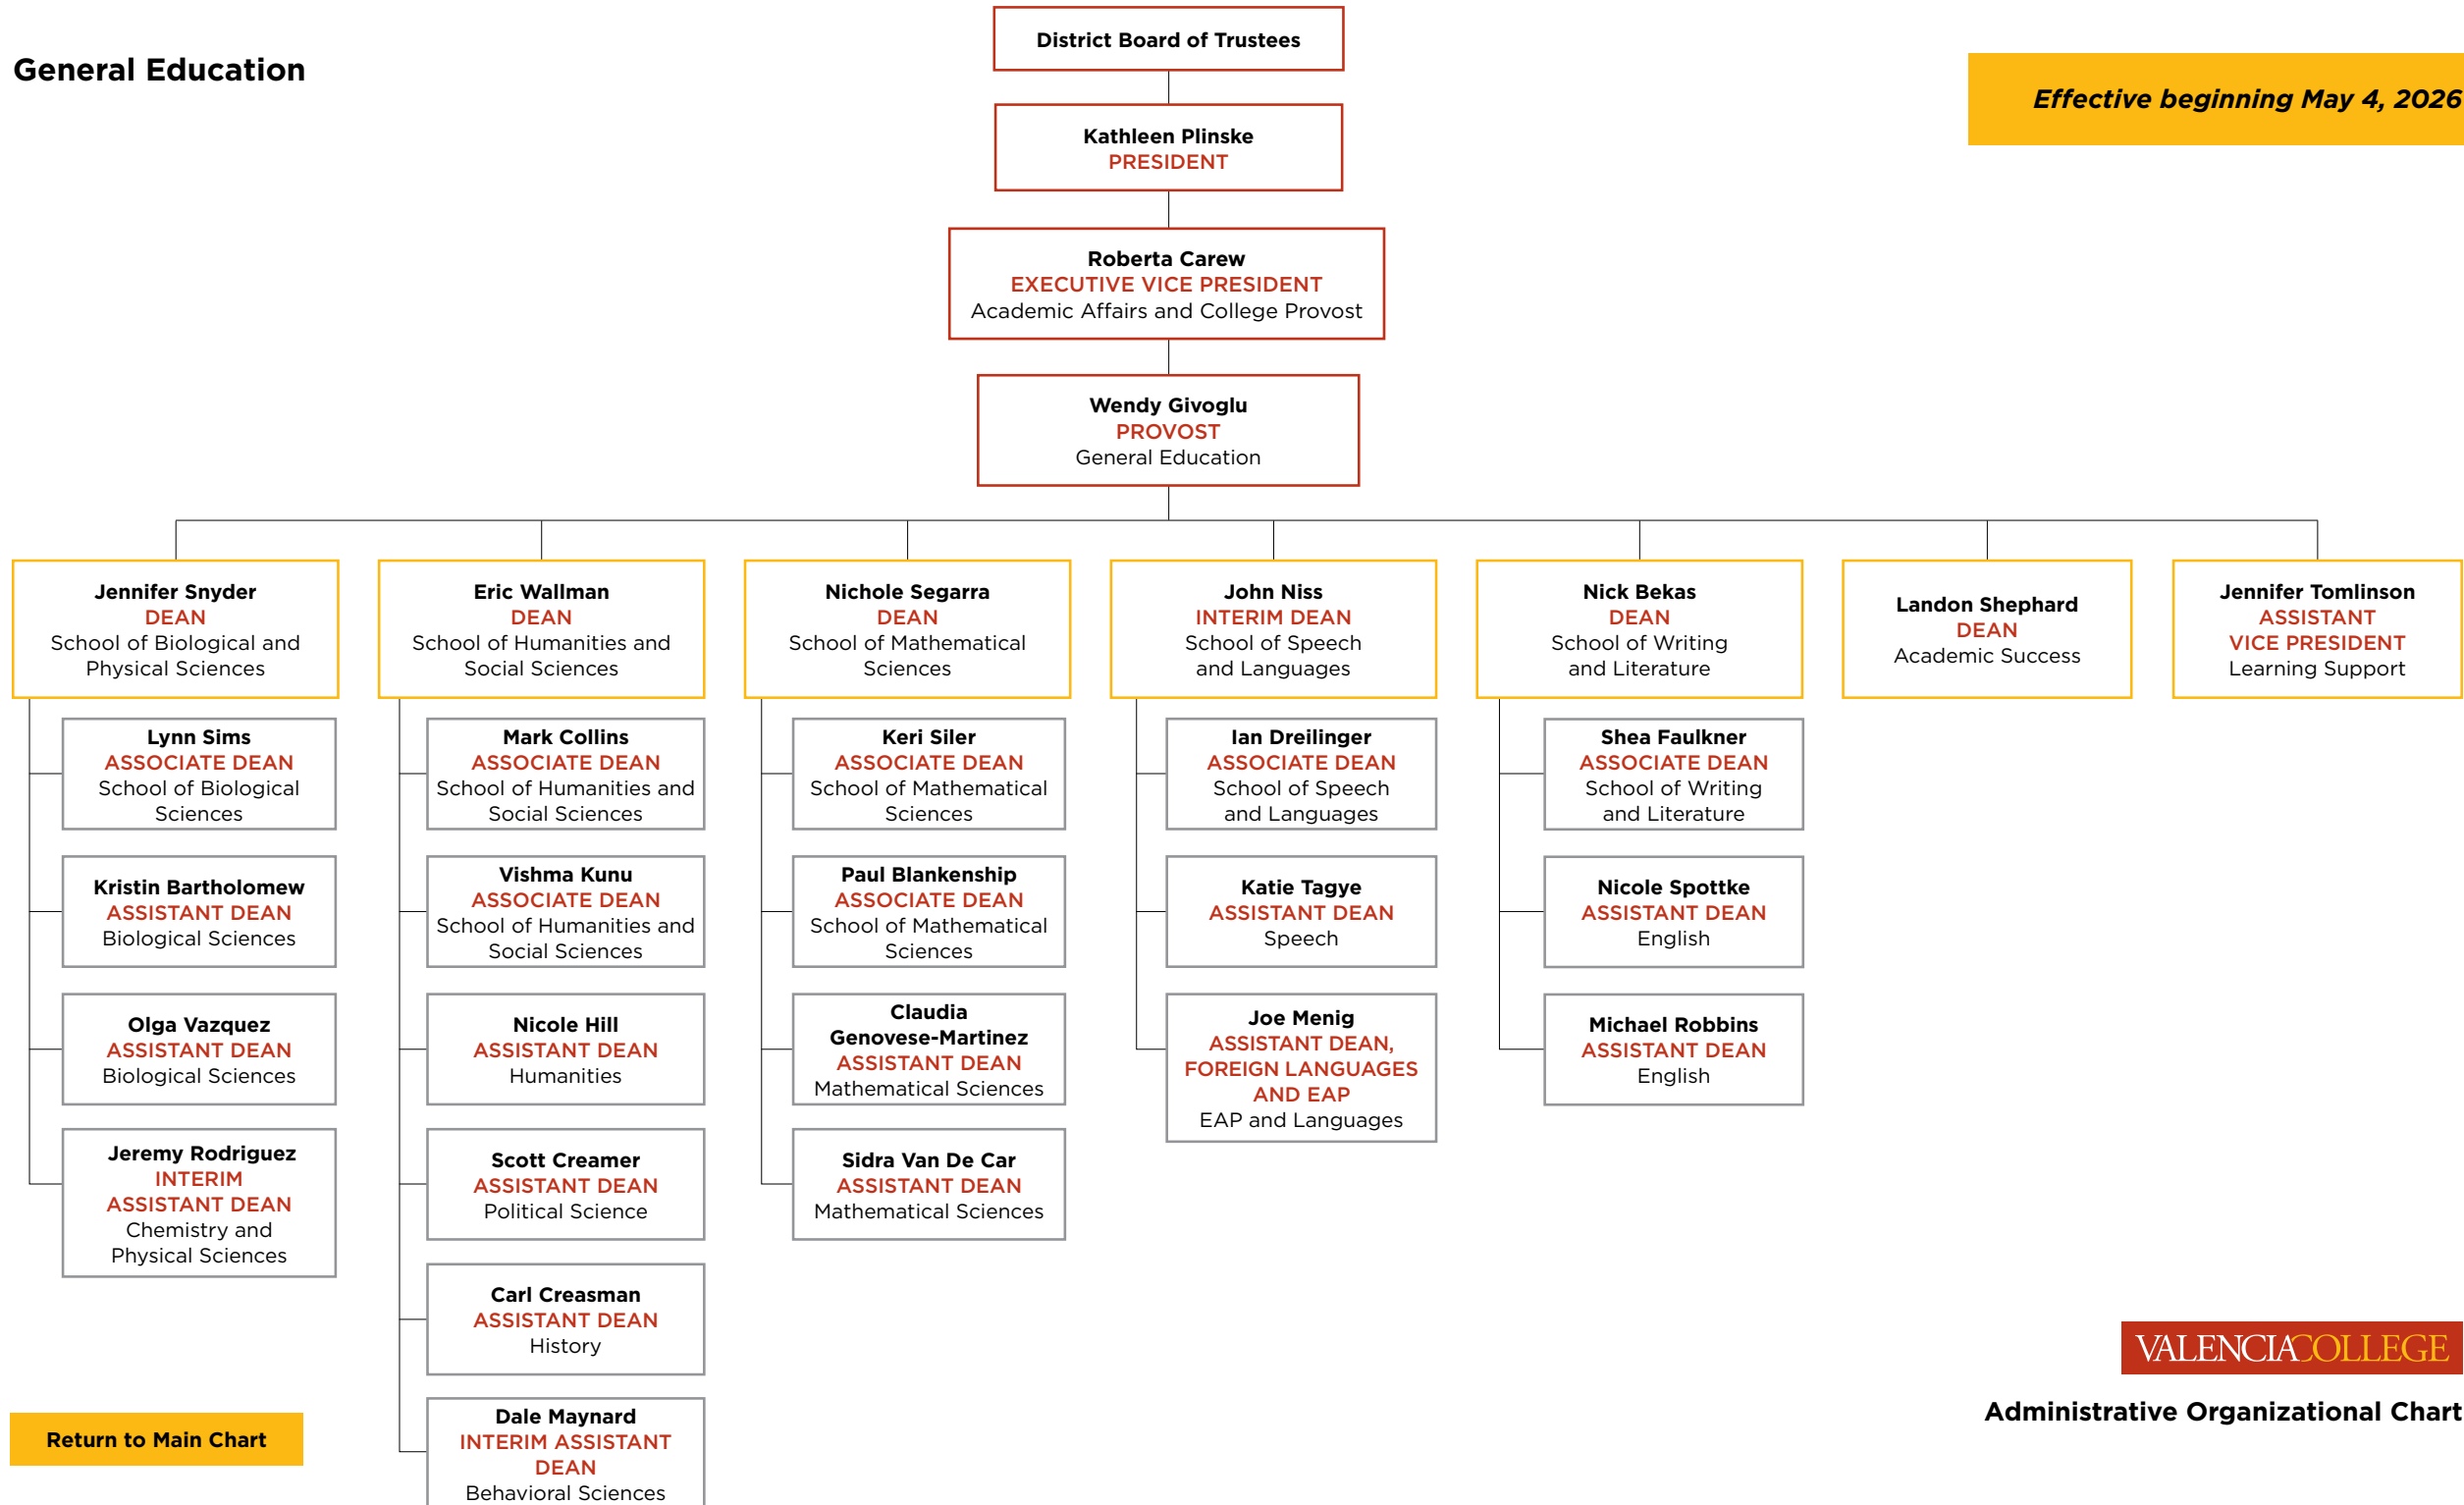 General Education
District Board of Trustees
Effective beginning May 4, 2026
Kathleen Plinske
PRESIDENT
Roberta Carew
EXECUTIVE VICE PRESIDENT
Academic Affairs and College Provost
Wendy Givoglu
PROVOST
General Education
Jennifer Snyder
DEAN
School of Biological and
Physical Sciences
Lynn Sims
ASSOCIATE DEAN
School of Biological
Sciences
Kristin Bartholomew
ASSISTANT DEAN
Biological Sciences
Olga Vazquez
ASSISTANT DEAN
Biological Sciences
Jeremy Rodriguez
INTERIM
ASSISTANT DEAN
Chemistry and
Physical Sciences
Eric Wallman
DEAN
School of Humanities and
Social Sciences
Mark Collins
ASSOCIATE DEAN
School of Humanities and
Social Sciences
Vishma Kunu
ASSOCIATE DEAN
School of Humanities and
Social Sciences
Nicole Hill
ASSISTANT DEAN
Humanities
Scott Creamer
ASSISTANT DEAN
Political Science
Carl Creasman
ASSISTANT DEAN
History
Dale Maynard
INTERIM ASSISTANT
DEAN
Behavioral Sciences
Nichole Segarra
DEAN
School of Mathematical
Sciences
Keri Siler
ASSOCIATE DEAN
School of Mathematical
Sciences
Paul Blankenship
ASSOCIATE DEAN
School of Mathematical
Sciences
Claudia
Genovese-Martinez
ASSISTANT DEAN
Mathematical Sciences
Sidra Van De Car
ASSISTANT DEAN
Mathematical Sciences
John Niss
INTERIM DEAN
School of Speech
and Languages
Ian Dreilinger
ASSOCIATE DEAN
School of Speech
and Languages
Katie Tagye
ASSISTANT DEAN
Speech
Joe Menig
ASSISTANT DEAN,
FOREIGN LANGUAGES
AND EAP
EAP and Languages
Nick Bekas
DEAN
School of Writing
and Literature
Shea Faulkner
ASSOCIATE DEAN
School of Writing
and Literature
Nicole Spottke
ASSISTANT DEAN
English
Michael Robbins
ASSISTANT DEAN
English
Landon Shephard
DEAN
Academic Success
Jennifer Tomlinson
ASSISTANT
VICE PRESIDENT
Learning Support
VALENCIACOLLEGE
Administrative Organizational Chart
Return to Main Chart